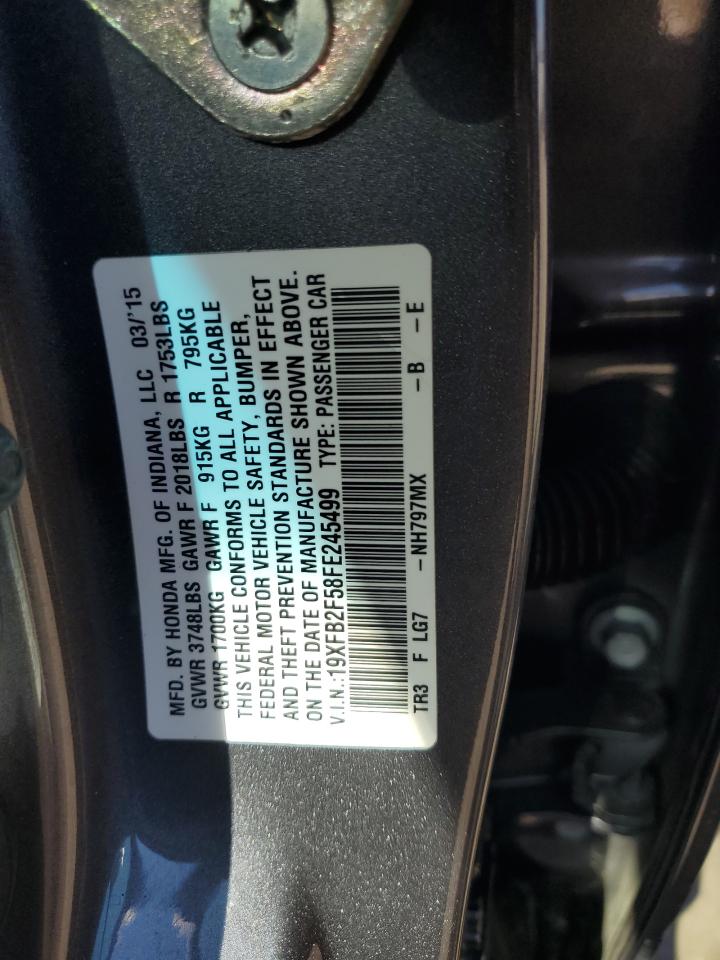 MFD. BY HONDA MFG. OF INDIANA, LLC 03/'15
GVWR 3748LBS GAWR F 2018LBS R 1753LBS
GVWR 1700KG GAWR F 915KG R 795KG
THIS VEHICLE CONFORMS TO ALL APPLICABLE
FEDERAL MOTOR VEHICLE SAFETY, BUMPER,
AND THEFT PREVENTION STANDARDS IN EFFECT
ON THE DATE OF MANUFACTURE SHOWN ABOVE.
V.I.N.:19XFB2F58FE245499 TYPE: PASSENGER CAR
TR3 F LG7 -NH797MX -B -E